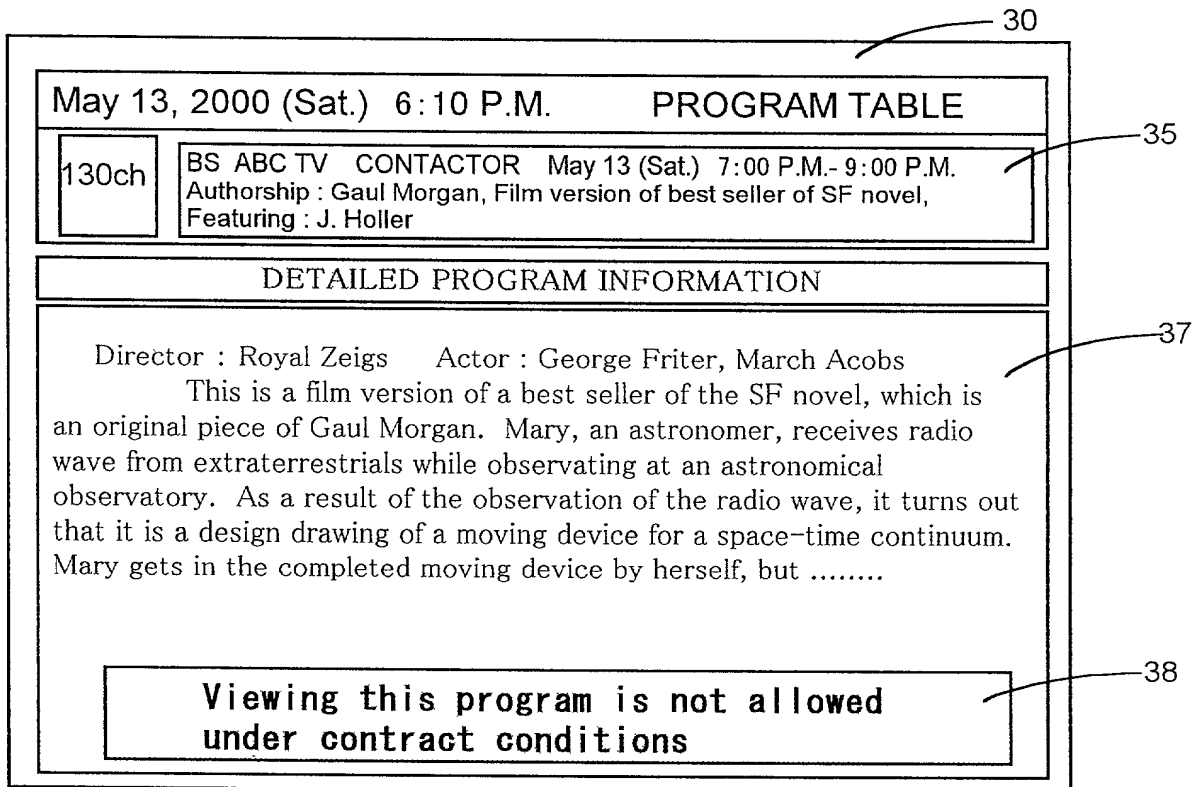 30
May 13, 2000 (Sat.) 6:10 P.M. PROGRAM TABLE
35
130ch
BS ABC TV CONTACTOR May 13 (Sat.) 7:00 P.M.- 9:00 P.M.
Authorship : Gaul Morgan, Film version of best seller of SF novel,
Featuring : J. Holler
DETAILED PROGRAM INFORMATION
37
Director : Royal Zeigs Actor : George Friter, March Acobs
This is a film version of a best seller of the SF novel, which is
an original piece of Gaul Morgan. Mary, an astronomer, receives radio
wave from extraterrestrials while observating at an astronomical
observatory. As a result of the observation of the radio wave, it turns out
that it is a design drawing of a moving device for a space-time continuum.
Mary gets in the completed moving device by herself, but ........
38
Viewing this program is not allowed
under contract conditions